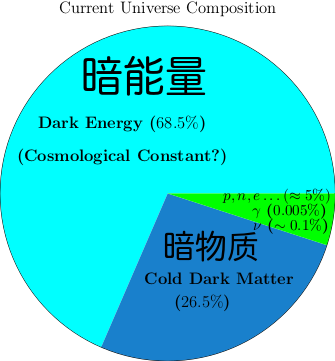 Current Universe Composition
暗能量
Dark Energy (68.5%)
(Cosmological Constant?)
p, n, e … (≈ 5%)
γ (0.005%)
ν (∼ 0.1%)
暗物质
Cold Dark Matter
(26.5%)